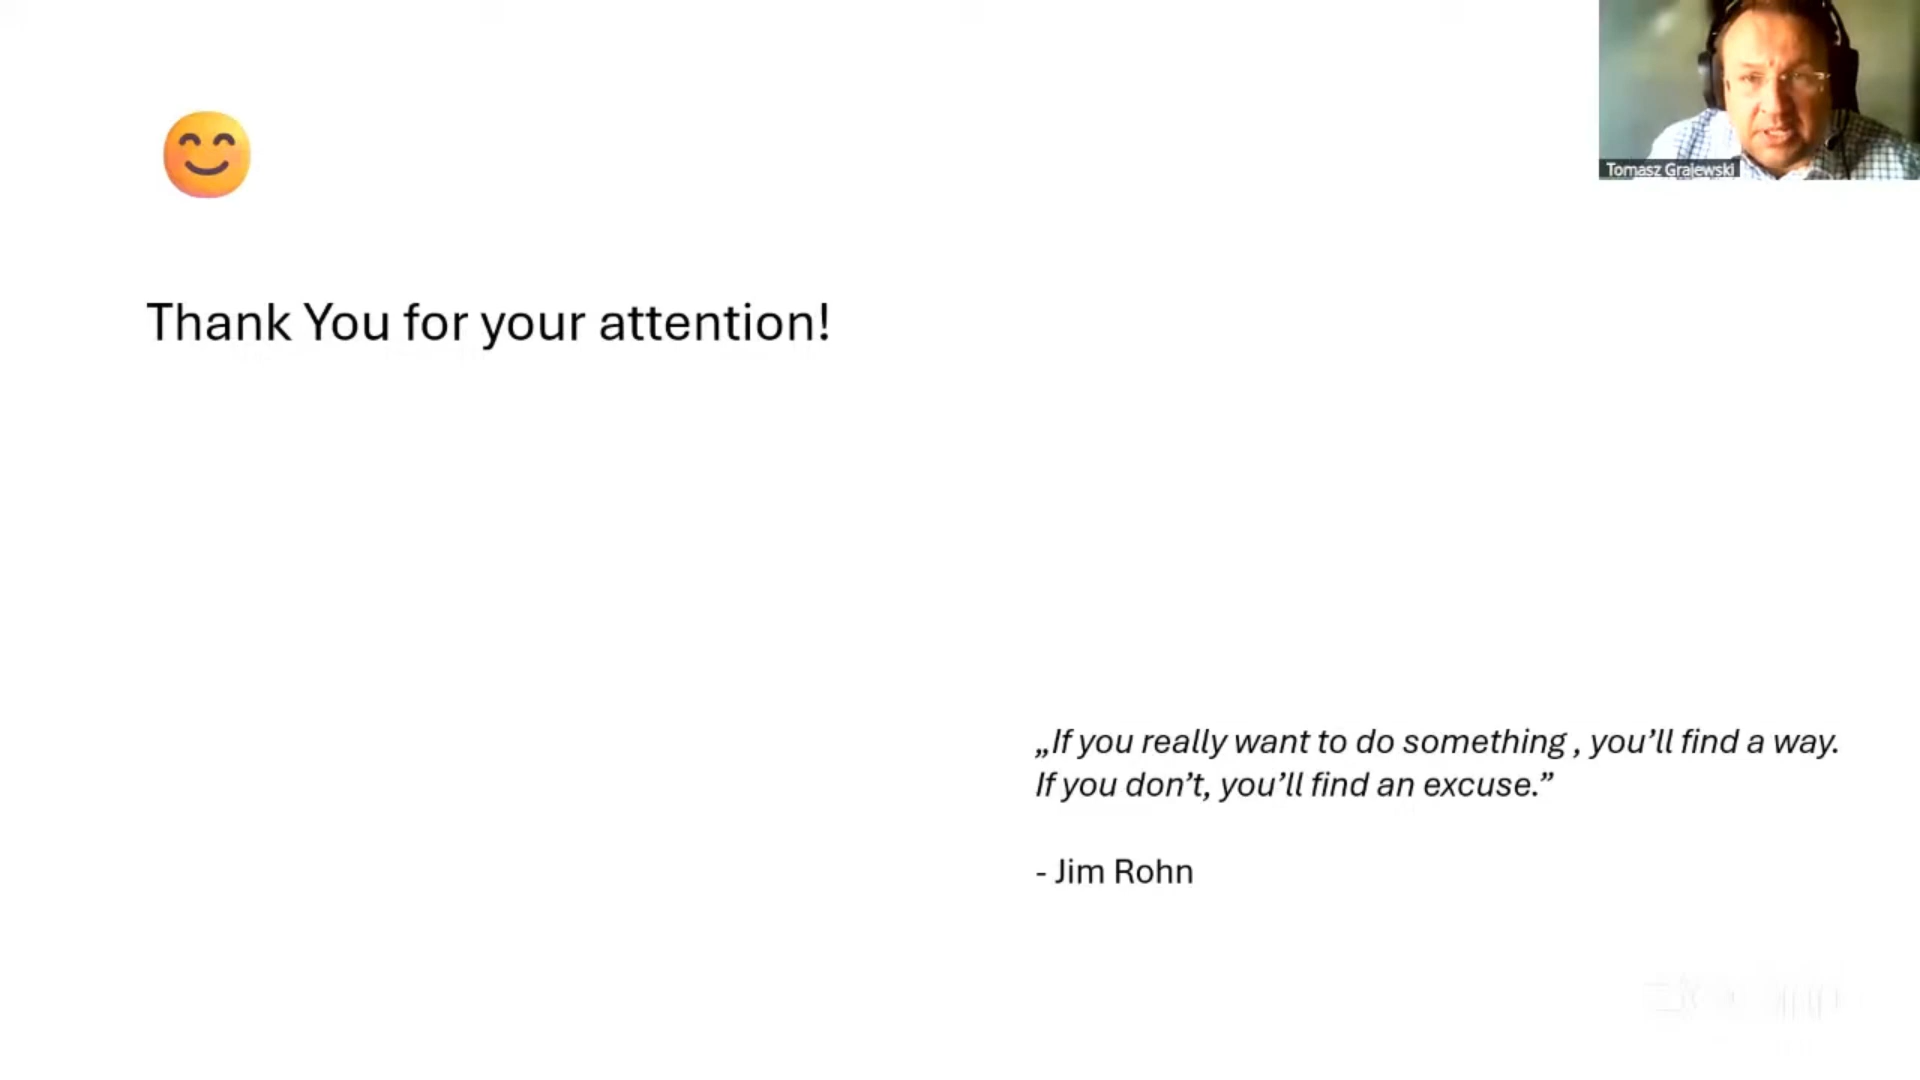 Tomasz Grajewski
Thank You for your attention!
„If you really want to do something , you’ll find a way.
If you don’t, you’ll find an excuse.”
- Jim Rohn